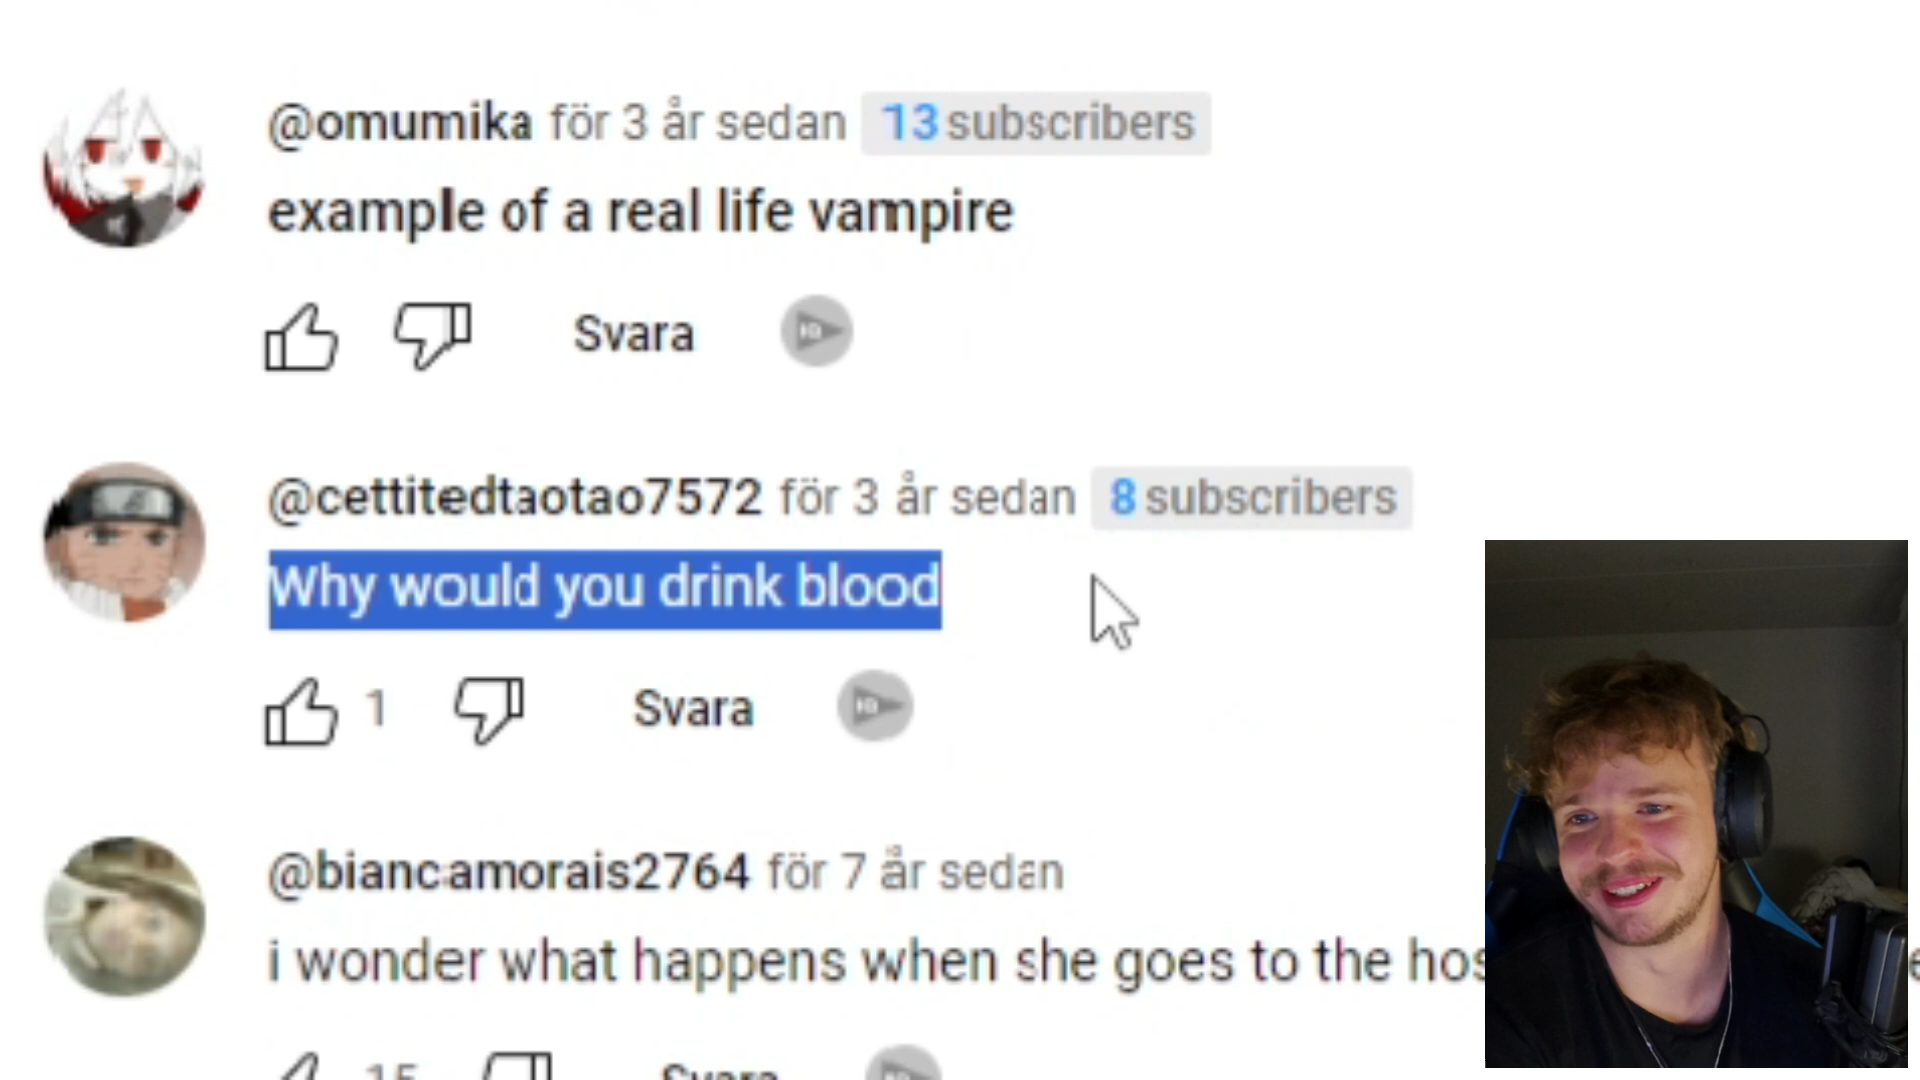 @omumika för 3 år sedan 13 subscribers
example of a real life vampire
Svara
@cettitedtaotao7572 för 3 år sedan 8 subscribers
Why would you drink blood
1 Svara
@biancamorais2764 för 7 år sedan
i wonder what happens when she goes to the hos
15 Svara